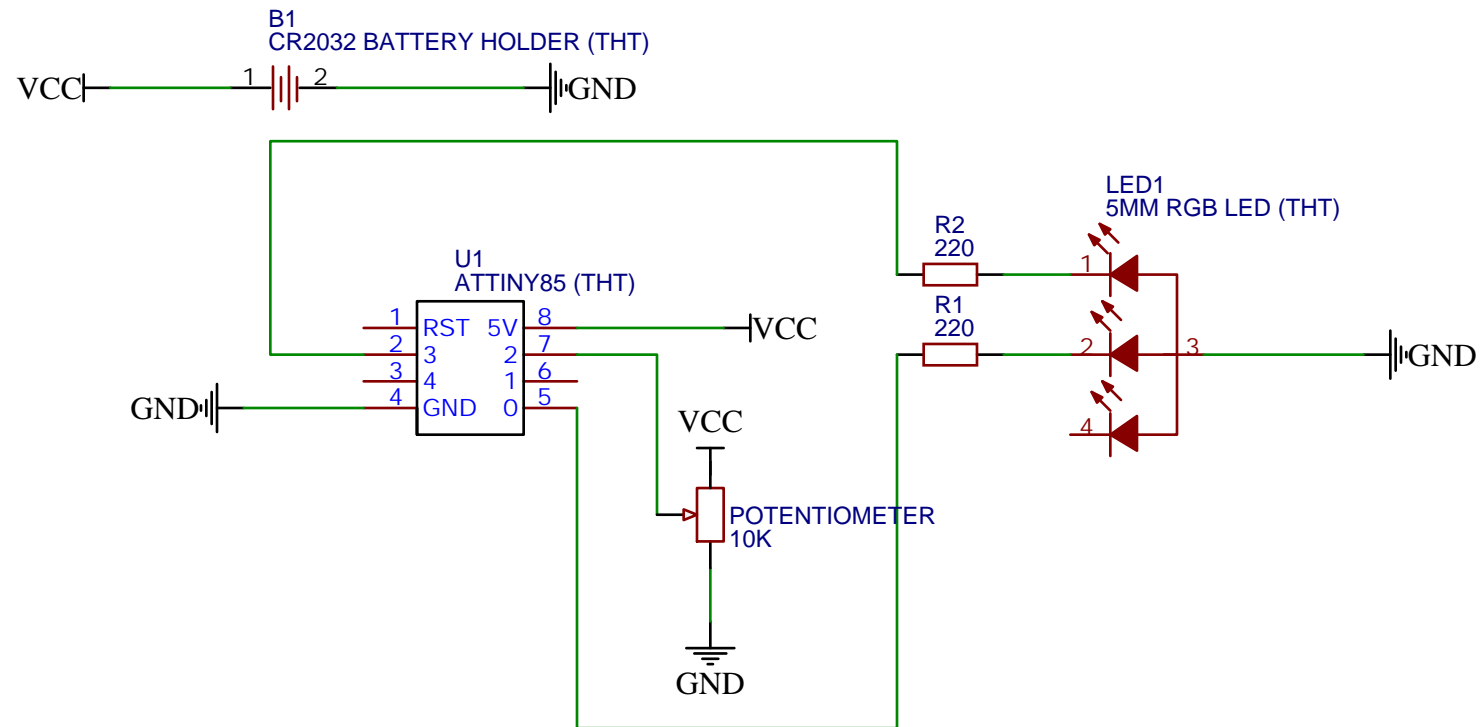 B1
CR2032 BATTERY HOLDER (THT)
VCC
1
2
GND
LED1
5MM RGB LED (THT)
R2
220
1
U1
ATTINY85 (THT)
R1
220
1 RST 5V 8
2 3 2 7
3 4 1 6
4 GND 0 5
VCC
GND
2
3
GND
4
VCC
POTENTIOMETER
10K
GND